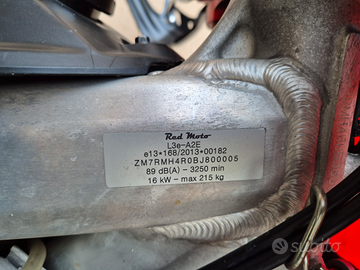 Red Moto
L3e-A2E
e13*168/2013*00182
ZM7RMH4R0BJ800005
89 dB(A) - 3250 min
16 kW - max 215 kg
subito